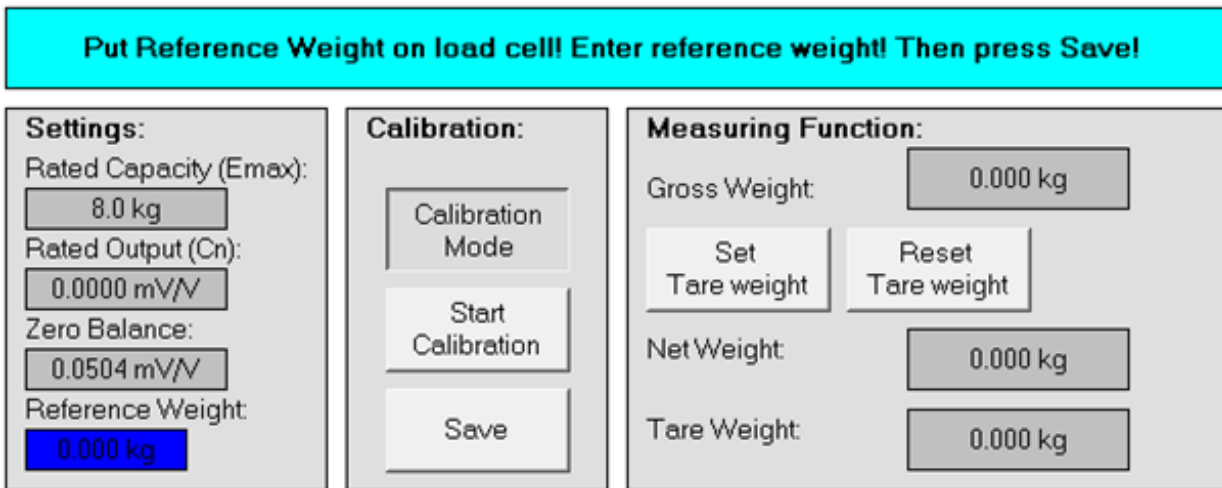 Put Reference Weight on load cell! Enter reference weight! Then press Save!
Settings:
Rated Capacity (Emax):
8.0 kg
Rated Output (Cn):
0.0000 mV/V
Zero Balance:
0.0504 mV/V
Reference Weight:
0.000 kg
Calibration:
Calibration
Mode
Start
Calibration
Save
Measuring Function:
Gross Weight:
0.000 kg
Set
Tare weight
Reset
Tare weight
Net Weight:
0.000 kg
Tare Weight:
0.000 kg